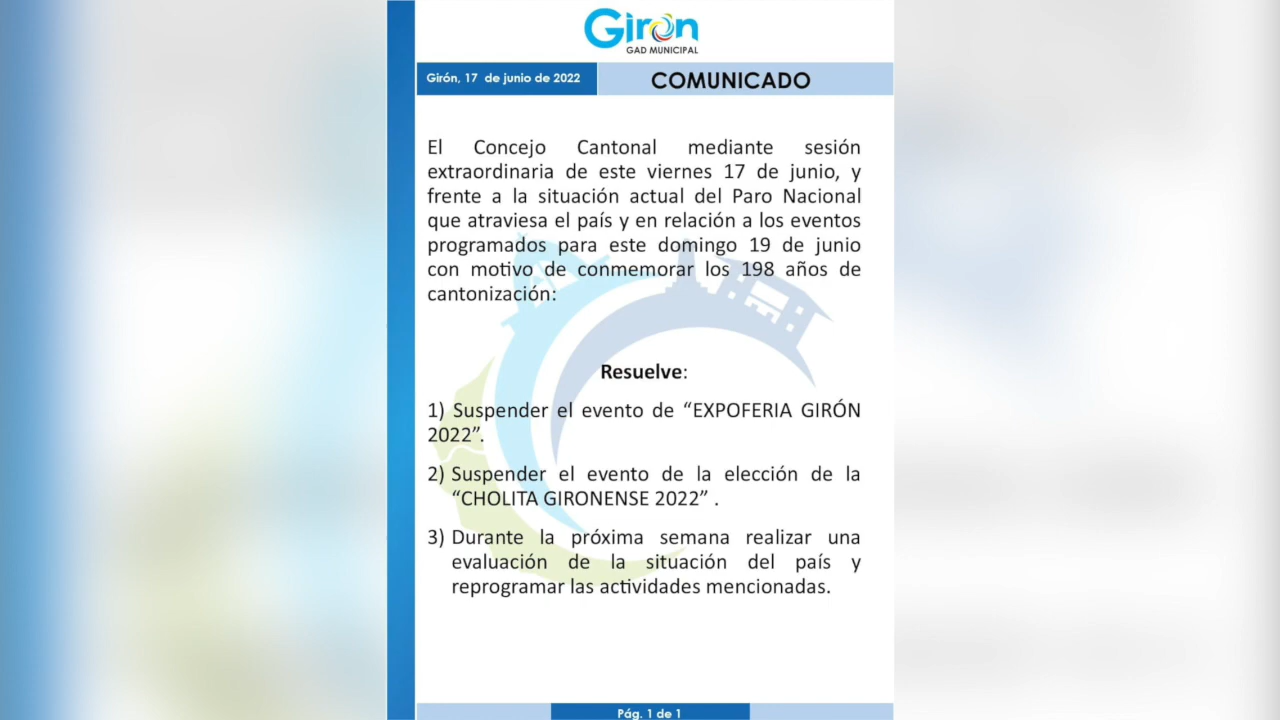 Girón
GAD MUNICIPAL
Girón, 17 de junio de 2022
COMUNICADO
El Concejo Cantonal mediante sesión
extraordinaria de este viernes 17 de junio, y
frente a la situación actual del Paro Nacional
que atraviesa el país y en relación a los eventos
programados para este domingo 19 de junio
con motivo de conmemorar los 198 años de
cantonización:
Resuelve:
1) Suspender el evento de “EXPOFERIA GIRÓN
2022”.
2) Suspender el evento de la elección de la
“CHOLITA GIRONENSE 2022” .
3) Durante la próxima semana realizar una
evaluación de la situación del país y
reprogramar las actividades mencionadas.
Pág. 1 de 1